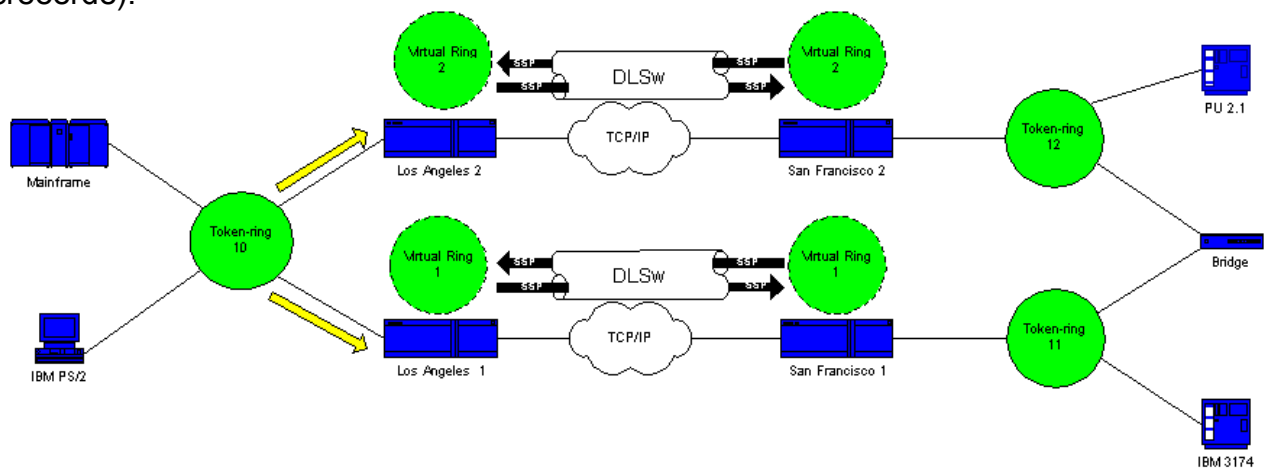 Virtual Ring
2
SSP
SSP
DLSw
SSP
SSP
Virtual Ring
2
PU 2.1
Mainframe
Los Angeles 2
TCP/IP
San Francisco 2
Token-ring
12
Token-ring
10
Virtual Ring
1
SSP
SSP
DLSw
SSP
SSP
Virtual Ring
1
Bridge
IBM PS/2
Los Angeles 1
TCP/IP
San Francisco 1
Token-ring
11
IBM 3174